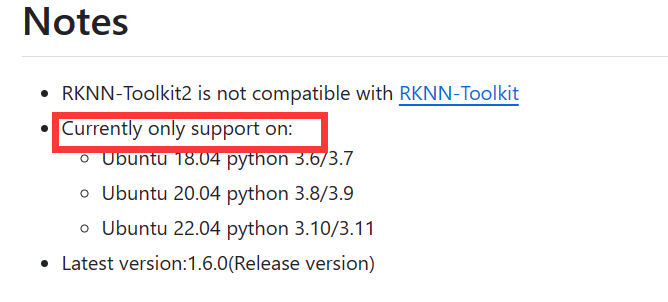 Notes
RKNN-Toolkit2 is not compatible with RKNN-Toolkit
Currently only support on:
Ubuntu 18.04 python 3.6/3.7
Ubuntu 20.04 python 3.8/3.9
Ubuntu 22.04 python 3.10/3.11
Latest version:1.6.0(Release version)